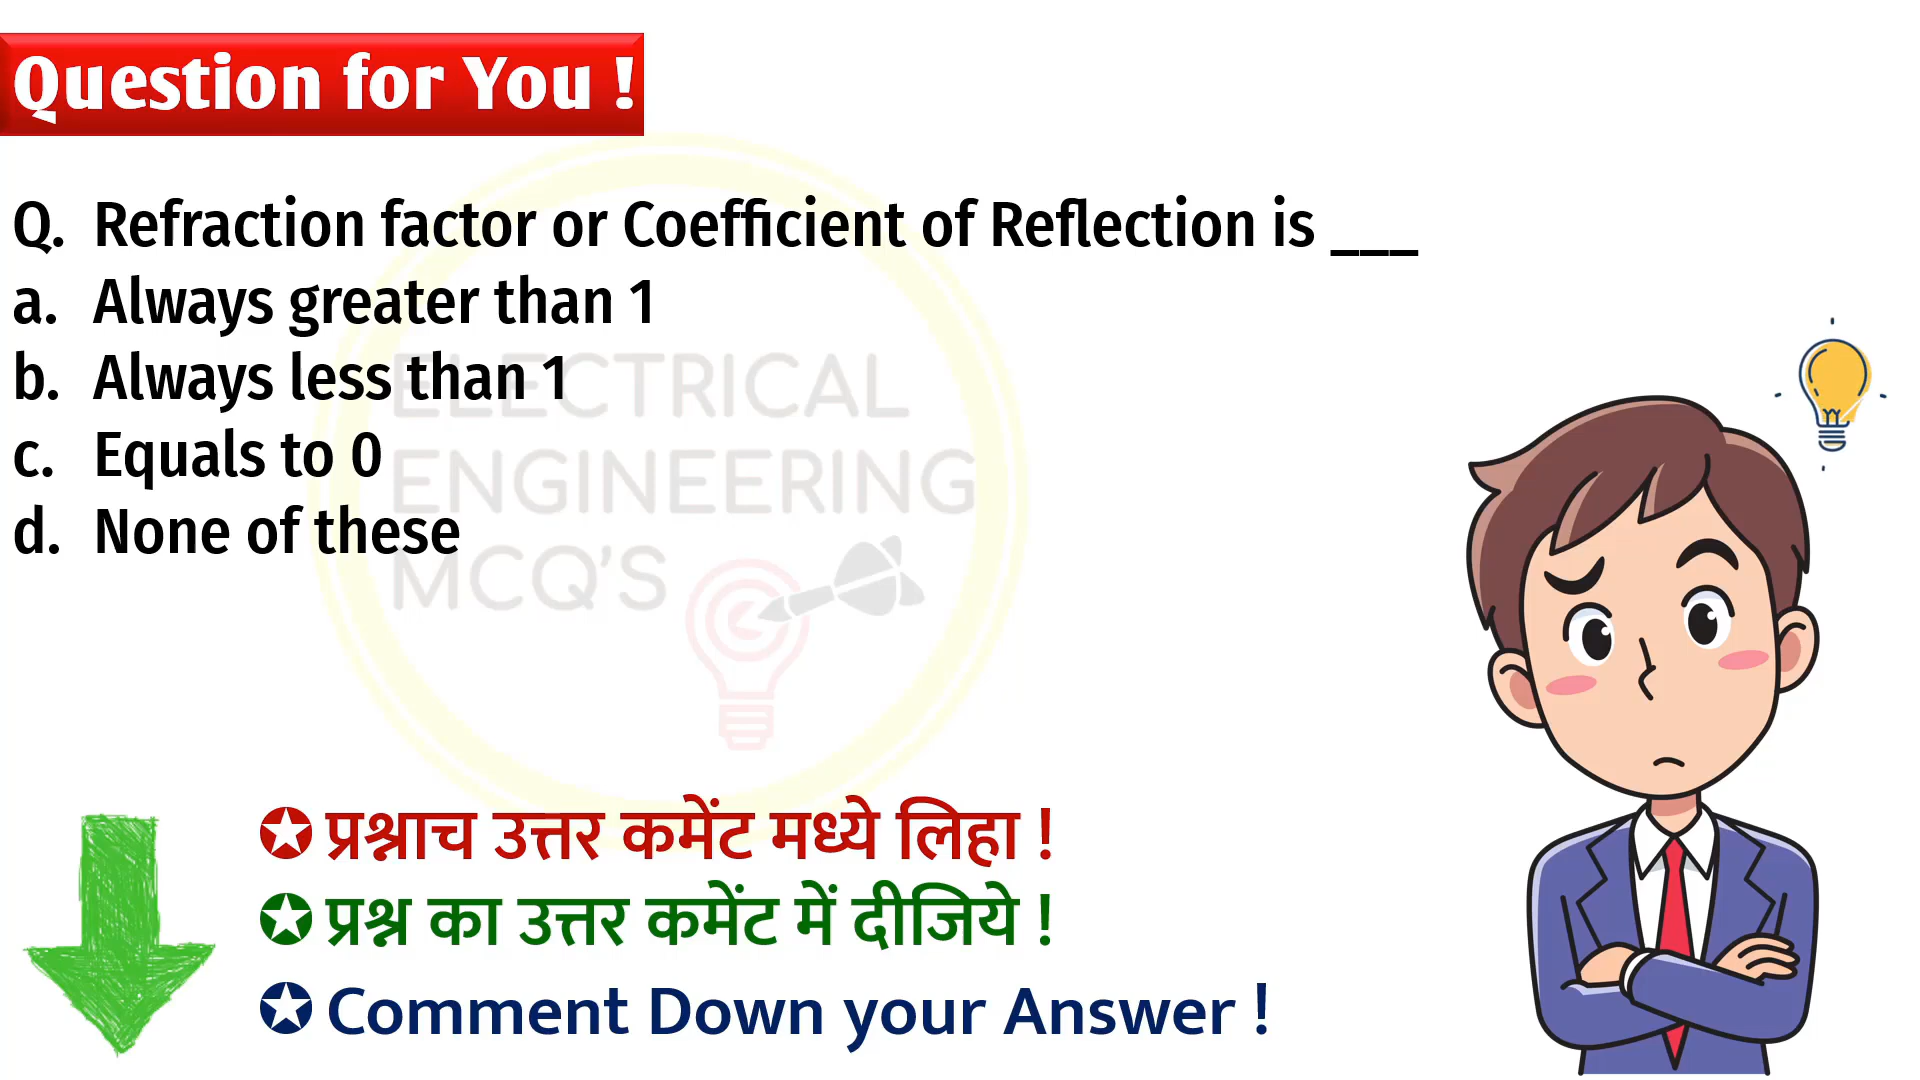 Question for You !
Q. Refraction factor or Coefficient of Reflection is ___
a. Always greater than 1
b. Always less than 1
c. Equals to 0
d. None of these
ELECTRICAL
ENGINEERING
MCQ'S
✪ प्रश्नाच उत्तर कमेंट मध्ये लिहा !
✪ प्रश्न का उत्तर कमेंट में दीजिये !
✪ Comment Down your Answer !